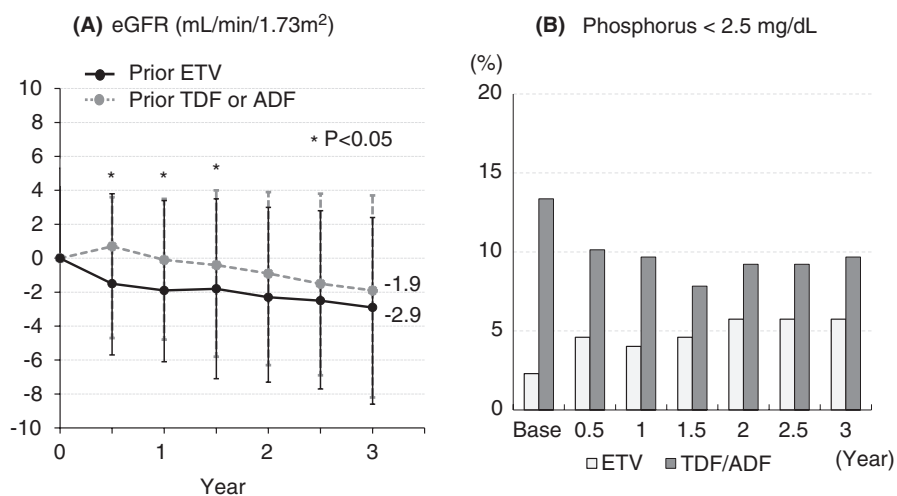 (A) eGFR (mL/min/1.73m²)
Prior ETV
Prior TDF or ADF
* P<0.05
10
8
6
4
2
0
-2
-4
-6
-8
-10
* * *
-1.9
-2.9
0 1 2 3
Year
(B) Phosphorus < 2.5 mg/dL
(%)
20
15
10
5
0
Base 0.5 1 1.5 2 2.5 3
(Year)
ETV TDF/ADF